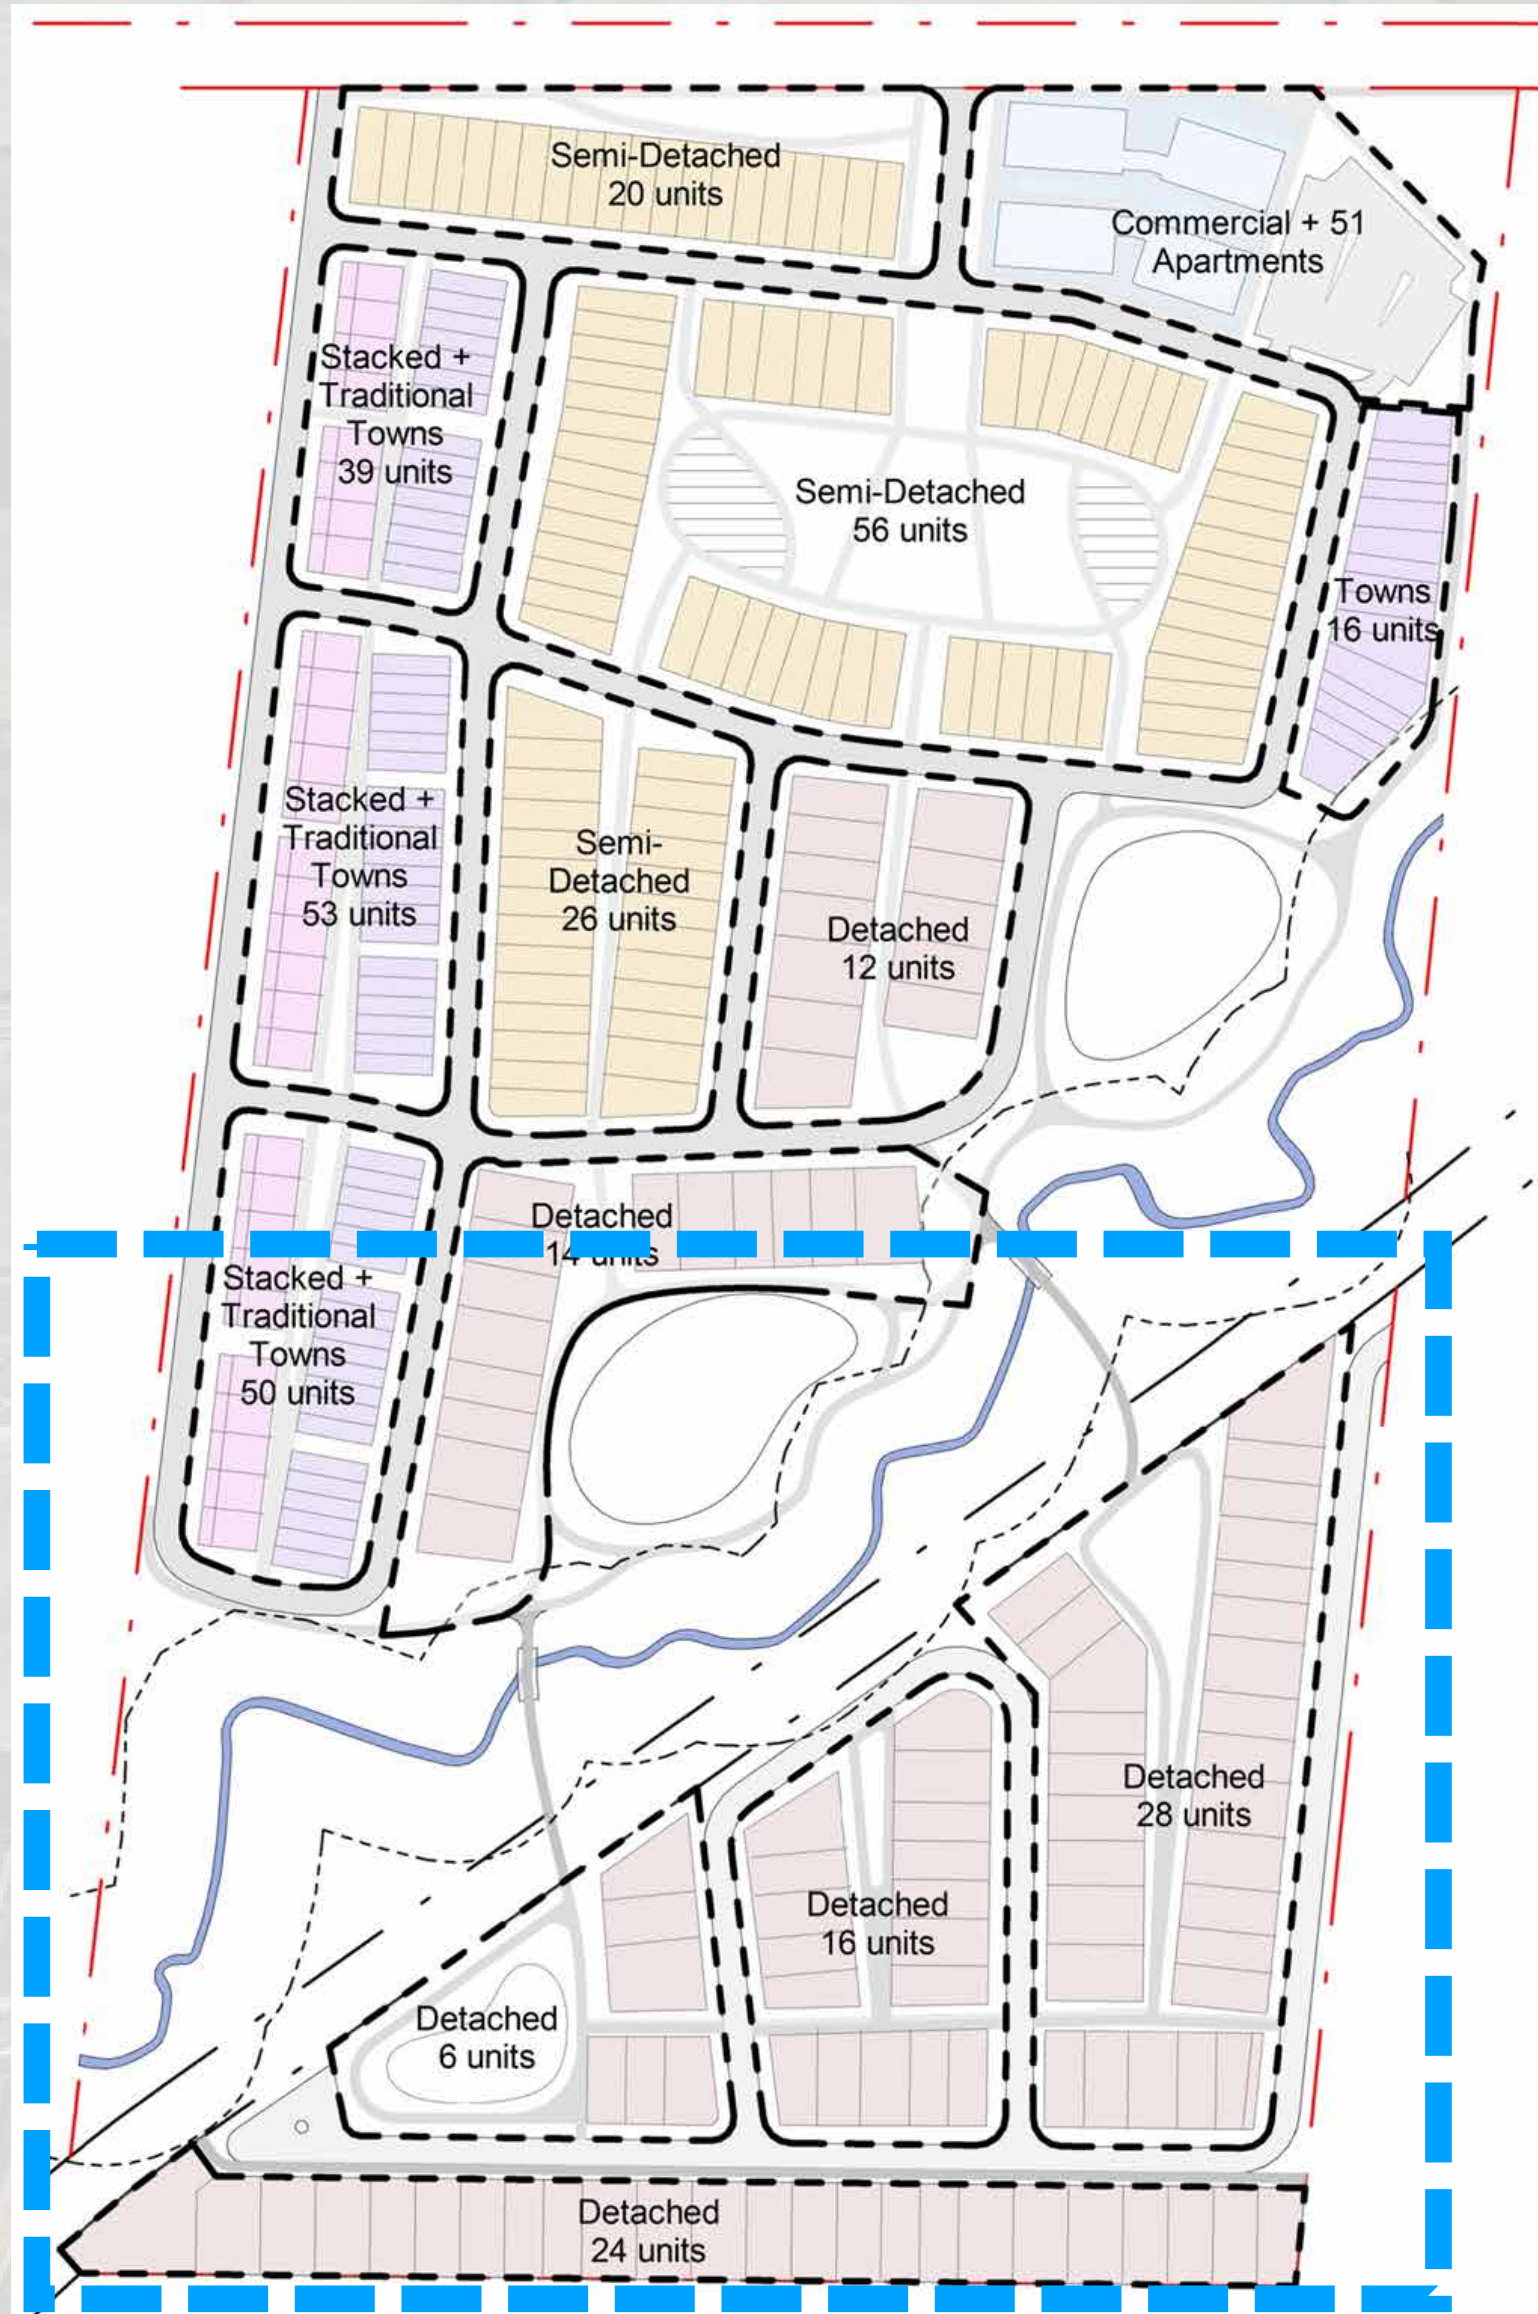 Semi-Detached
20 units
Commercial + 51
Apartments
Stacked +
Traditional
Towns
39 units
Semi-Detached
56 units
Towns
16 units
Stacked +
Traditional
Towns
53 units
Semi-
Detached
26 units
Detached
12 units
Detached
14 units
Stacked +
Traditional
Towns
50 units
Detached
28 units
Detached
16 units
Detached
6 units
Detached
24 units